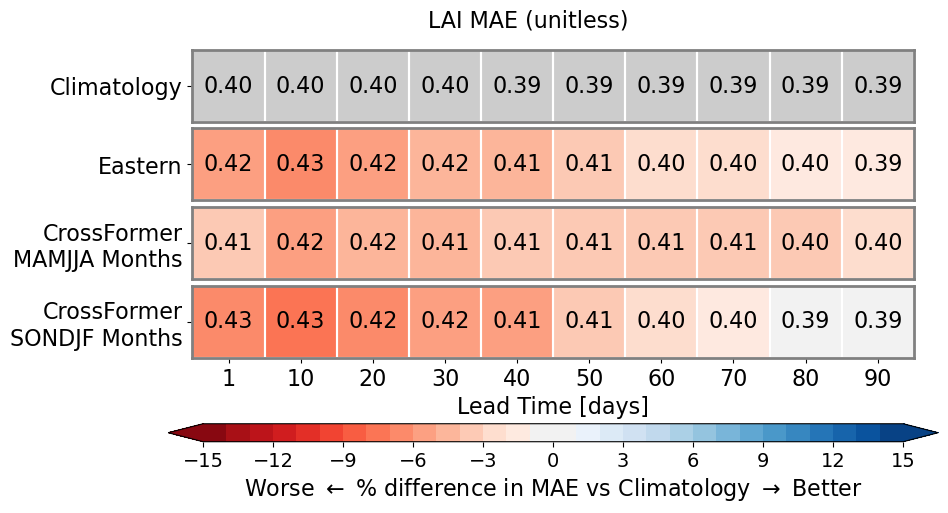 LAI MAE (unitless)
Climatology 0.40 0.40 0.40 0.40 0.39 0.39 0.39 0.39 0.39 0.39
Eastern 0.42 0.43 0.42 0.42 0.41 0.41 0.40 0.40 0.40 0.39
CrossFormer
MAMJJA Months 0.41 0.42 0.42 0.41 0.41 0.41 0.41 0.41 0.40 0.40
CrossFormer
SONDJF Months 0.43 0.43 0.42 0.42 0.41 0.41 0.40 0.40 0.39 0.39
1 10 20 30 40 50 60 70 80 90
Lead Time [days]
−15 −12 −9 −6 −3 0 3 6 9 12 15
Worse ← % difference in MAE vs Climatology → Better